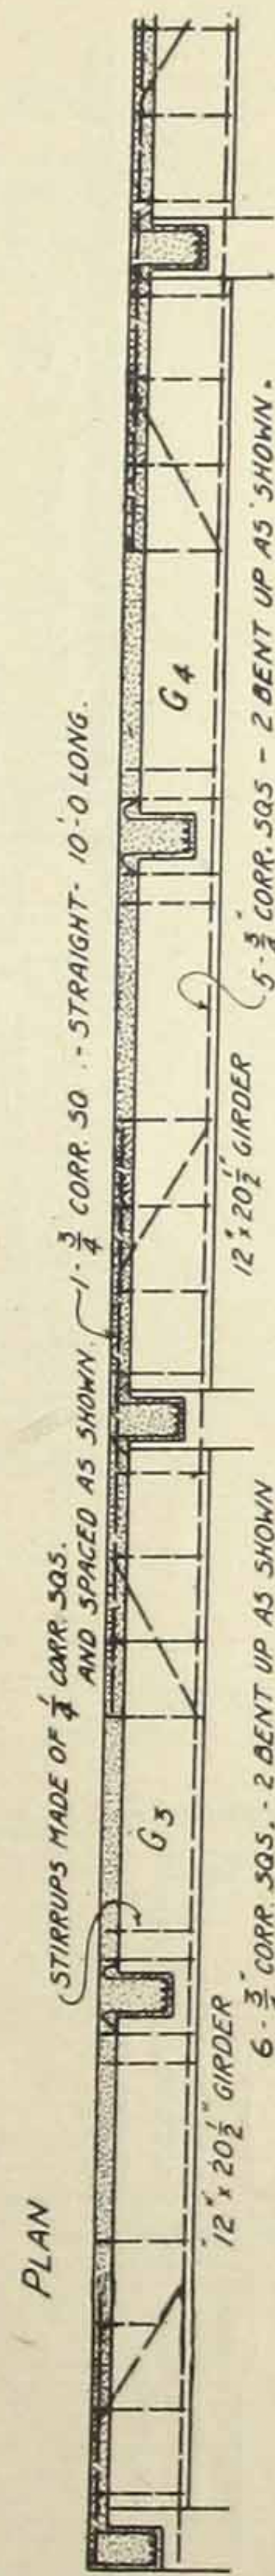 PLAN
STIRRUPS MADE OF 1/4" CORR. SQS.
AND SPACED AS SHOWN.
1 - 3/4" CORR. SQ. - STRAIGHT - 10'-0 LONG.
G3
G4
12" x 20 1/2" GIRDER
6 - 3/4" CORR. SQS. - 2 BENT UP AS SHOWN
12" x 20 1/2" GIRDER
5 - 3/4" CORR. SQS - 2 BENT UP AS SHOWN.